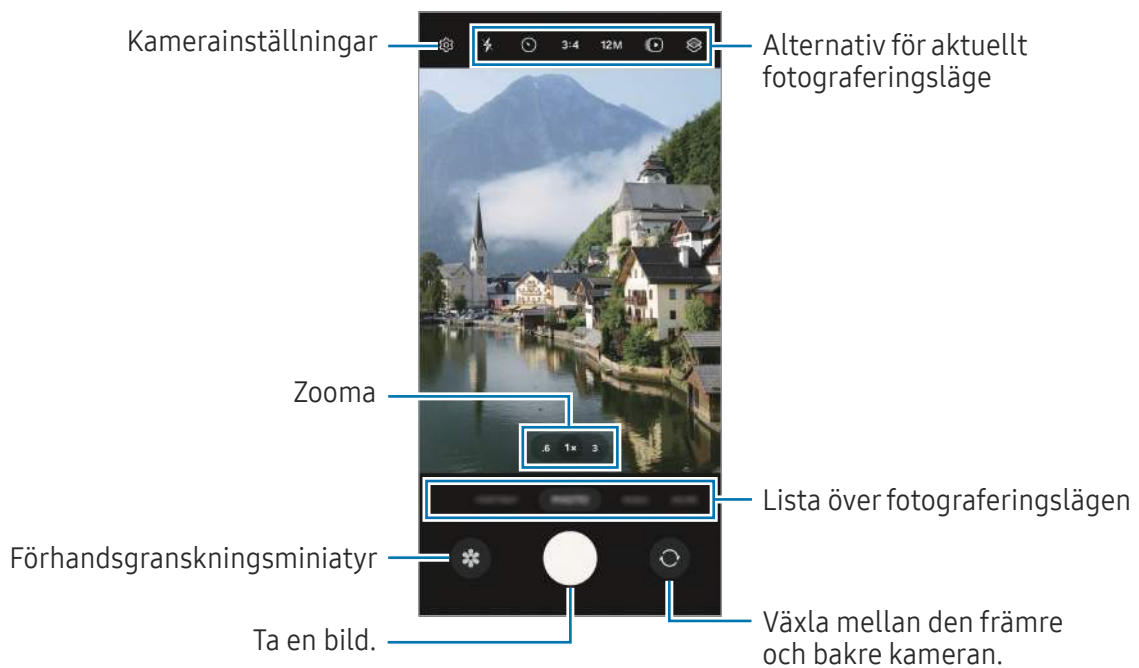 Kamerainställningar
3:4 12M
Alternativ för aktuellt
fotograferingsläge
Zooma
.6 1× 3
Lista över fotograferingslägen
Förhandsgranskningsminiatyr
Ta en bild.
Växla mellan den främre
och bakre kameran.